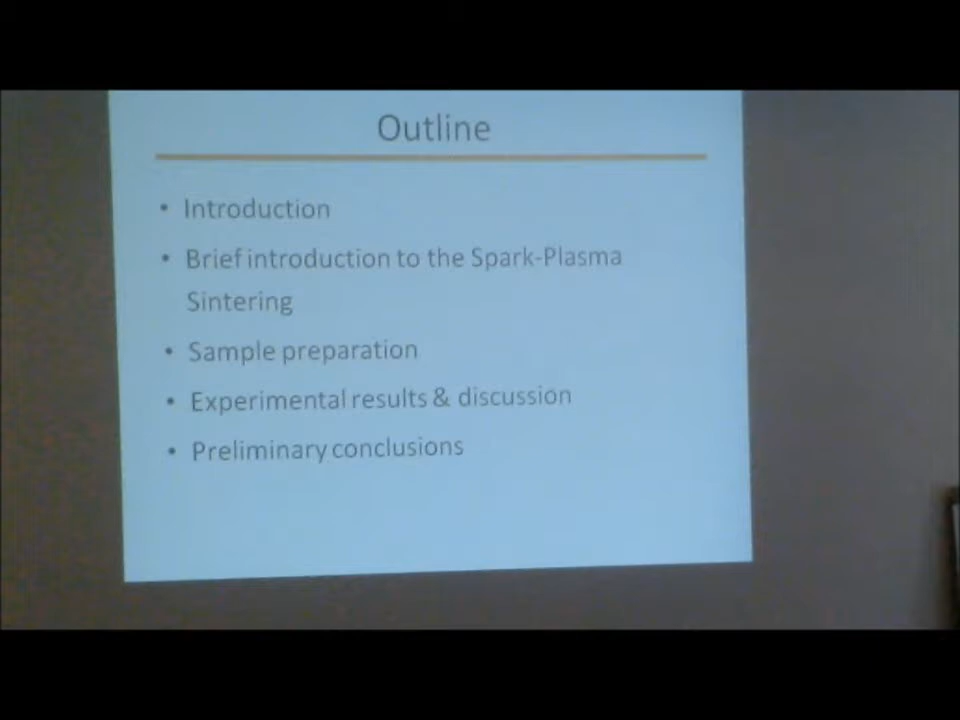 Outline
• Introduction
• Brief introduction to the Spark-Plasma
Sintering
• Sample preparation
• Experimental results & discussion
• Preliminary conclusions